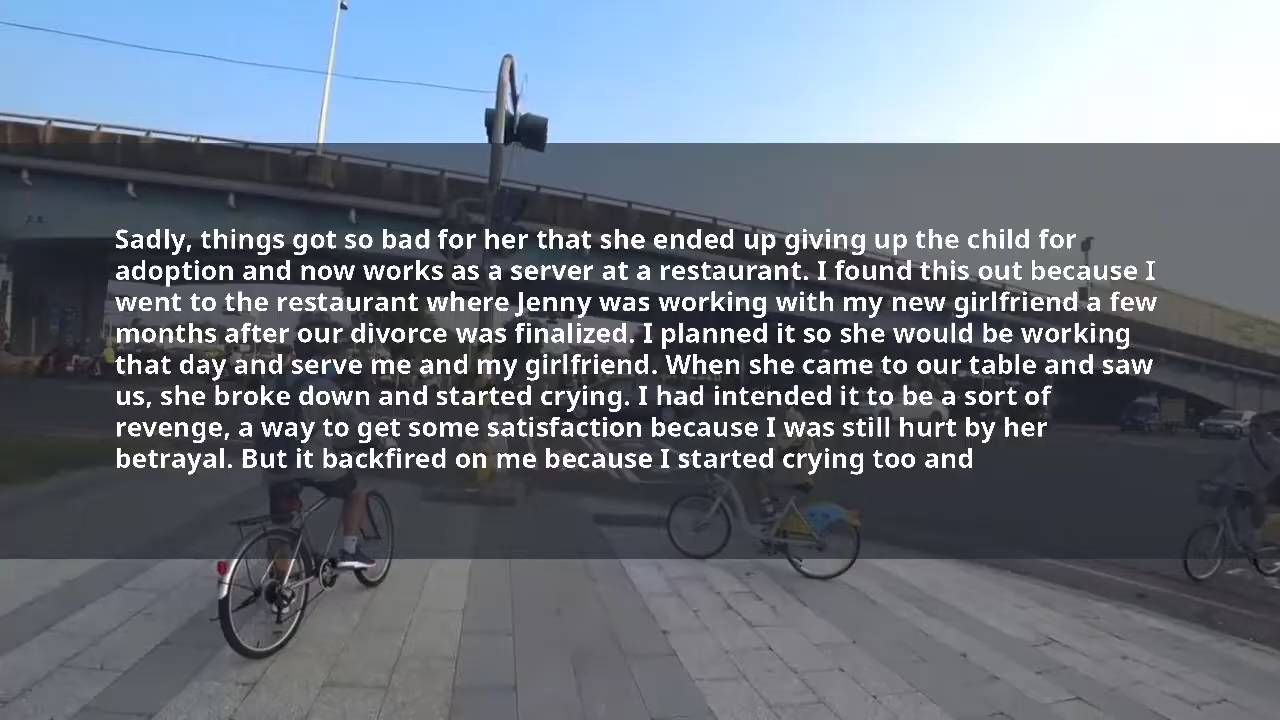 Sadly, things got so bad for her that she ended up giving up the child for
adoption and now works as a server at a restaurant. I found this out because I
went to the restaurant where Jenny was working with my new girlfriend a few
months after our divorce was finalized. I planned it so she would be working
that day and serve me and my girlfriend. When she came to our table and saw
us, she broke down and started crying. I had intended it to be a sort of
revenge, a way to get some satisfaction because I was still hurt by her
betrayal. But it backfired on me because I started crying too and